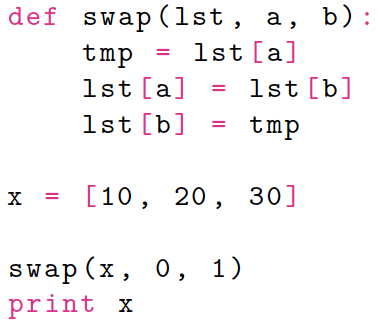 def swap(lst, a, b):
    tmp = lst[a]
    lst[a] = lst[b]
    lst[b] = tmp

x = [10, 20, 30]

swap(x, 0, 1)
print x